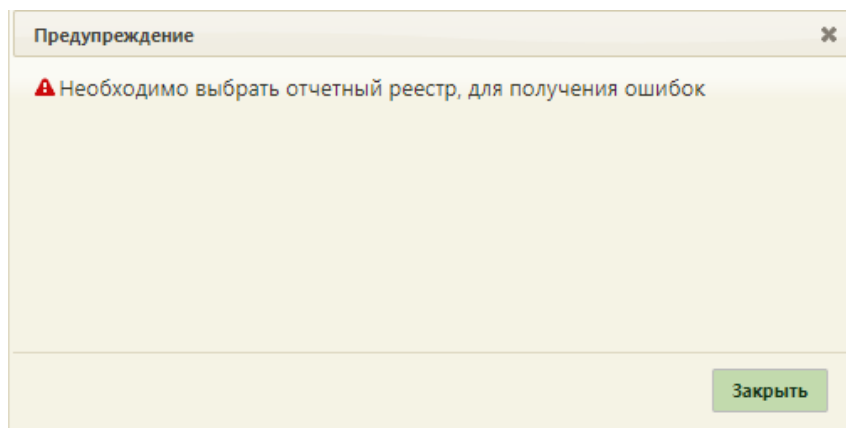 Предупреждение
Необходимо выбрать отчетный реестр, для получения ошибок
Закрыть